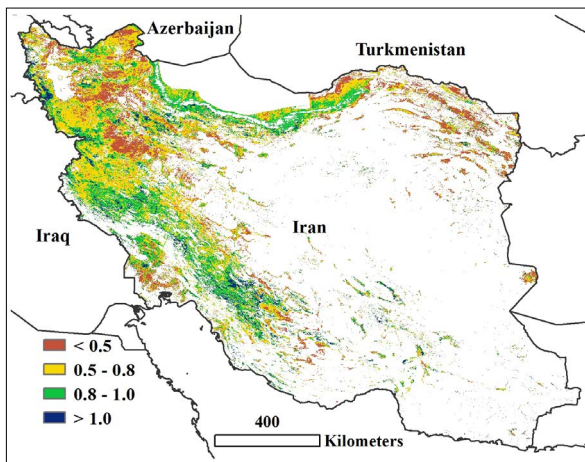 Azerbaijan
Turkmenistan
Iraq
Iran
< 0.5
0.5 - 0.8
0.8 - 1.0
> 1.0
400
Kilometers